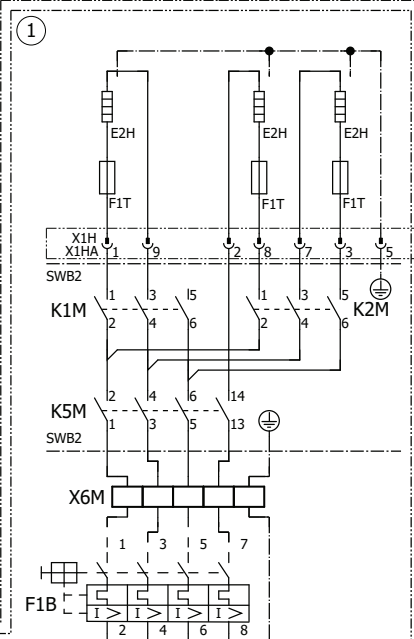 1
E2H E2H E2H
F1T F1T F1T
X1H
X1HA 1 9 2 8 7 3 5
SWB2
1 3 5 1 3 5
K1M K2M
2 4 6 2 4 6
2 4 6 14
K5M
1 3 5 13
SWB2
X6M
1 3 5 7
F1B
I > I > I > I >
2 4 6 8